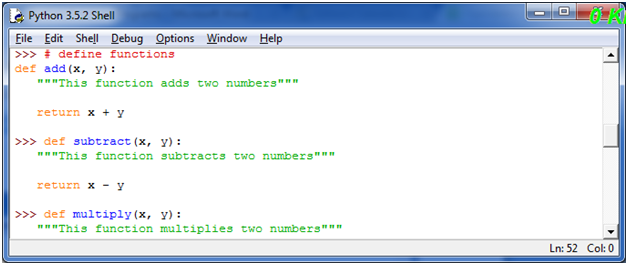 Python 3.5.2 Shell
File Edit Shell Debug Options Window Help
>>> # define functions
def add(x, y):
   """This function adds two numbers"""
   return x + y
>>> def subtract(x, y):
   """This function subtracts two numbers"""
   return x - y
>>> def multiply(x, y):
   """This function multiplies two numbers"""
Ln: 52 Col: 0